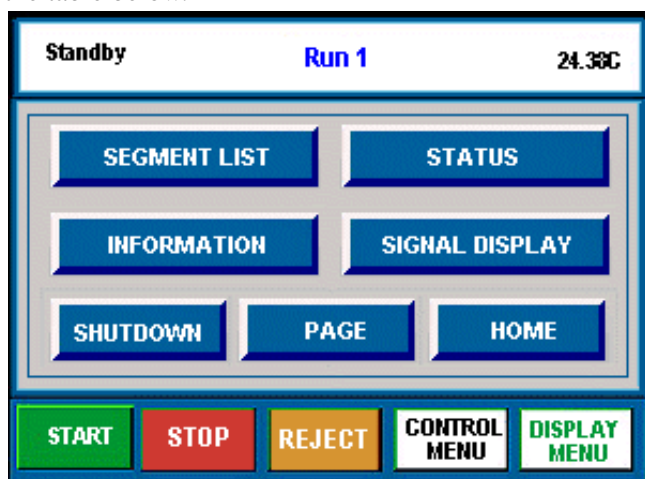 Standby Run 1 24.38C
SEGMENT LIST STATUS
INFORMATION SIGNAL DISPLAY
SHUTDOWN PAGE HOME
START STOP REJECT CONTROL MENU DISPLAY MENU